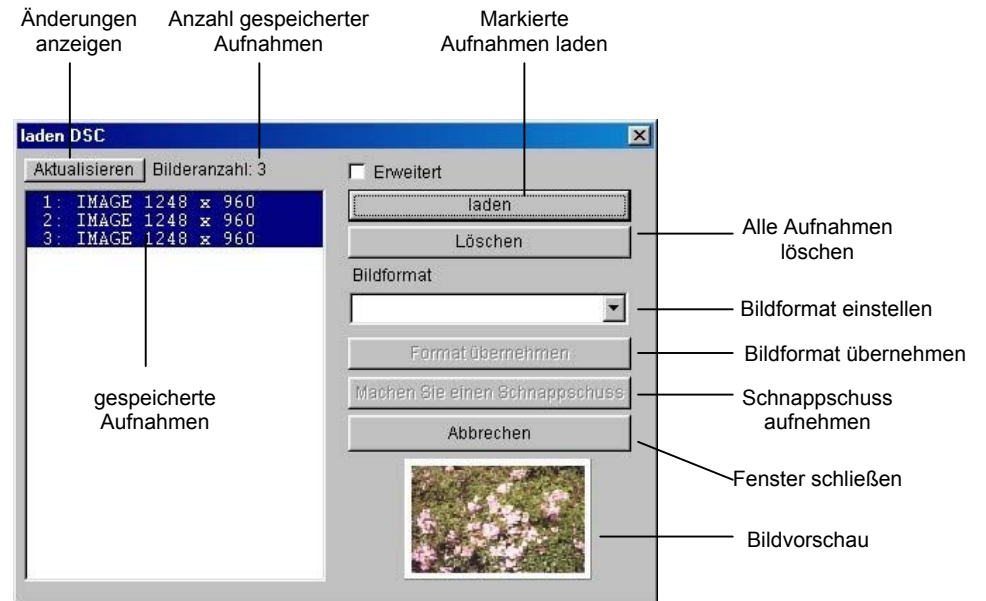 Änderungen
anzeigen
Anzahl gespeicherter
Aufnahmen
Markierte
Aufnahmen laden
laden DSC
Aktualisieren
Bilderanzahl: 3
Erweitert
1: IMAGE 1248 x 960
2: IMAGE 1248 x 960
3: IMAGE 1248 x 960
laden
Löschen
Alle Aufnahmen
löschen
Bildformat
Bildformat einstellen
Format übernehmen
Bildformat übernehmen
Machen Sie einen Schnappschuss
Schnappschuss
aufnehmen
gespeicherte
Aufnahmen
Abbrechen
Fenster schließen
Bildvorschau